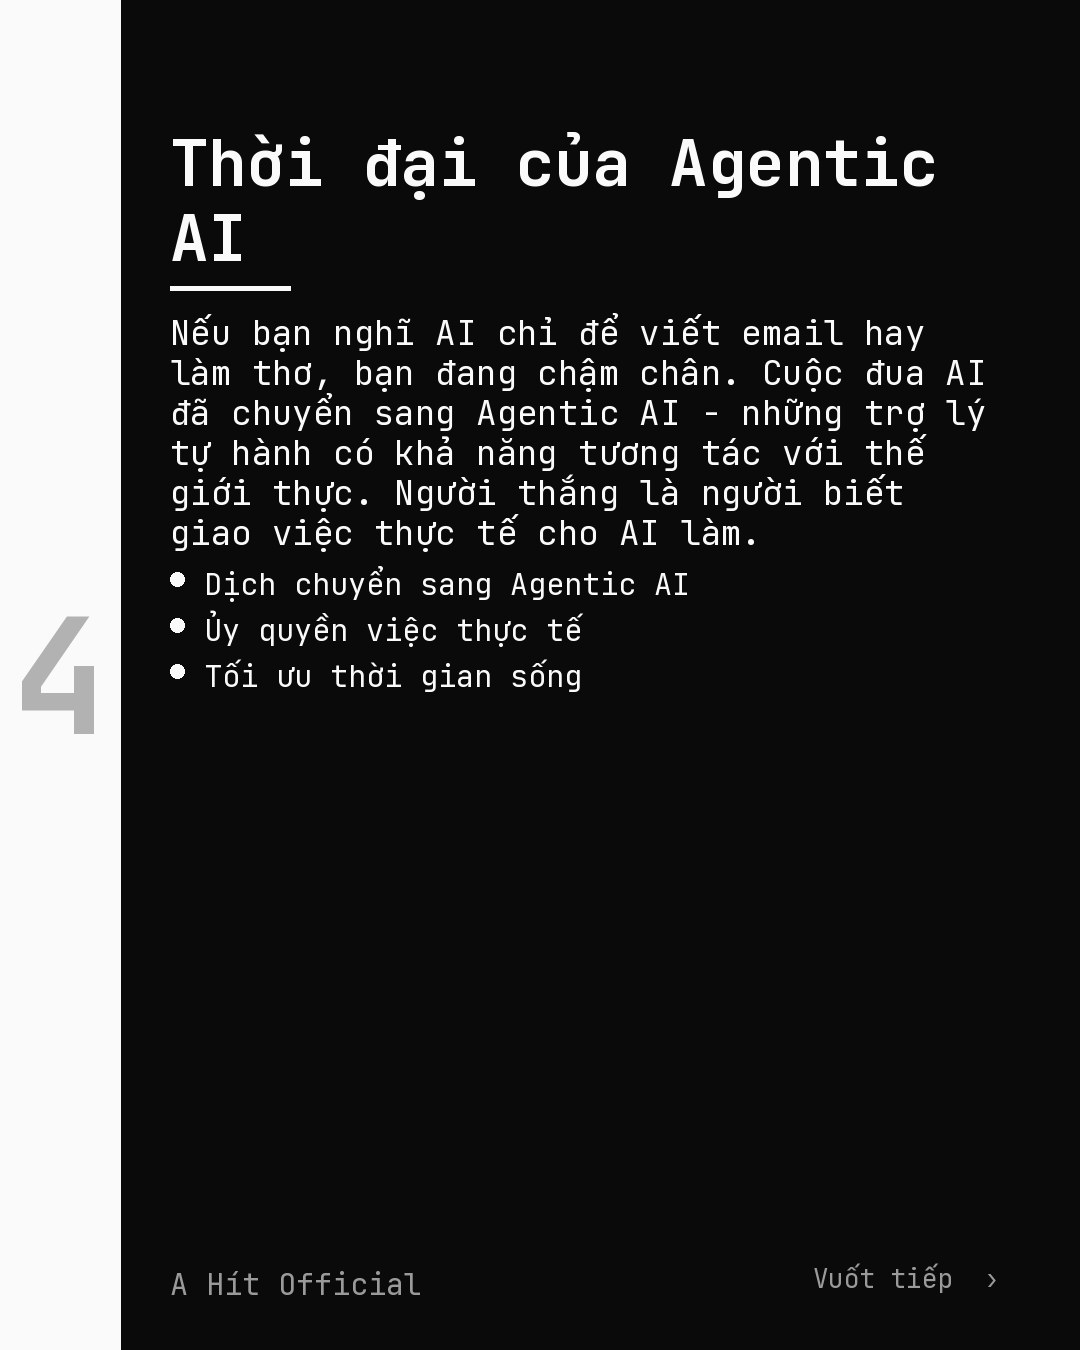 Thời đại của Agentic
AI
Nếu bạn nghĩ AI chỉ để viết email hay
làm thơ, bạn đang chậm chân. Cuộc đua AI
đã chuyển sang Agentic AI - những trợ lý
tự hành có khả năng tương tác với thế
giới thực. Người thắng là người biết
giao việc thực tế cho AI làm.
● Dịch chuyển sang Agentic AI
● Ủy quyền việc thực tế
● Tối ưu thời gian sống
4
A Hít Official
Vuốt tiếp ›